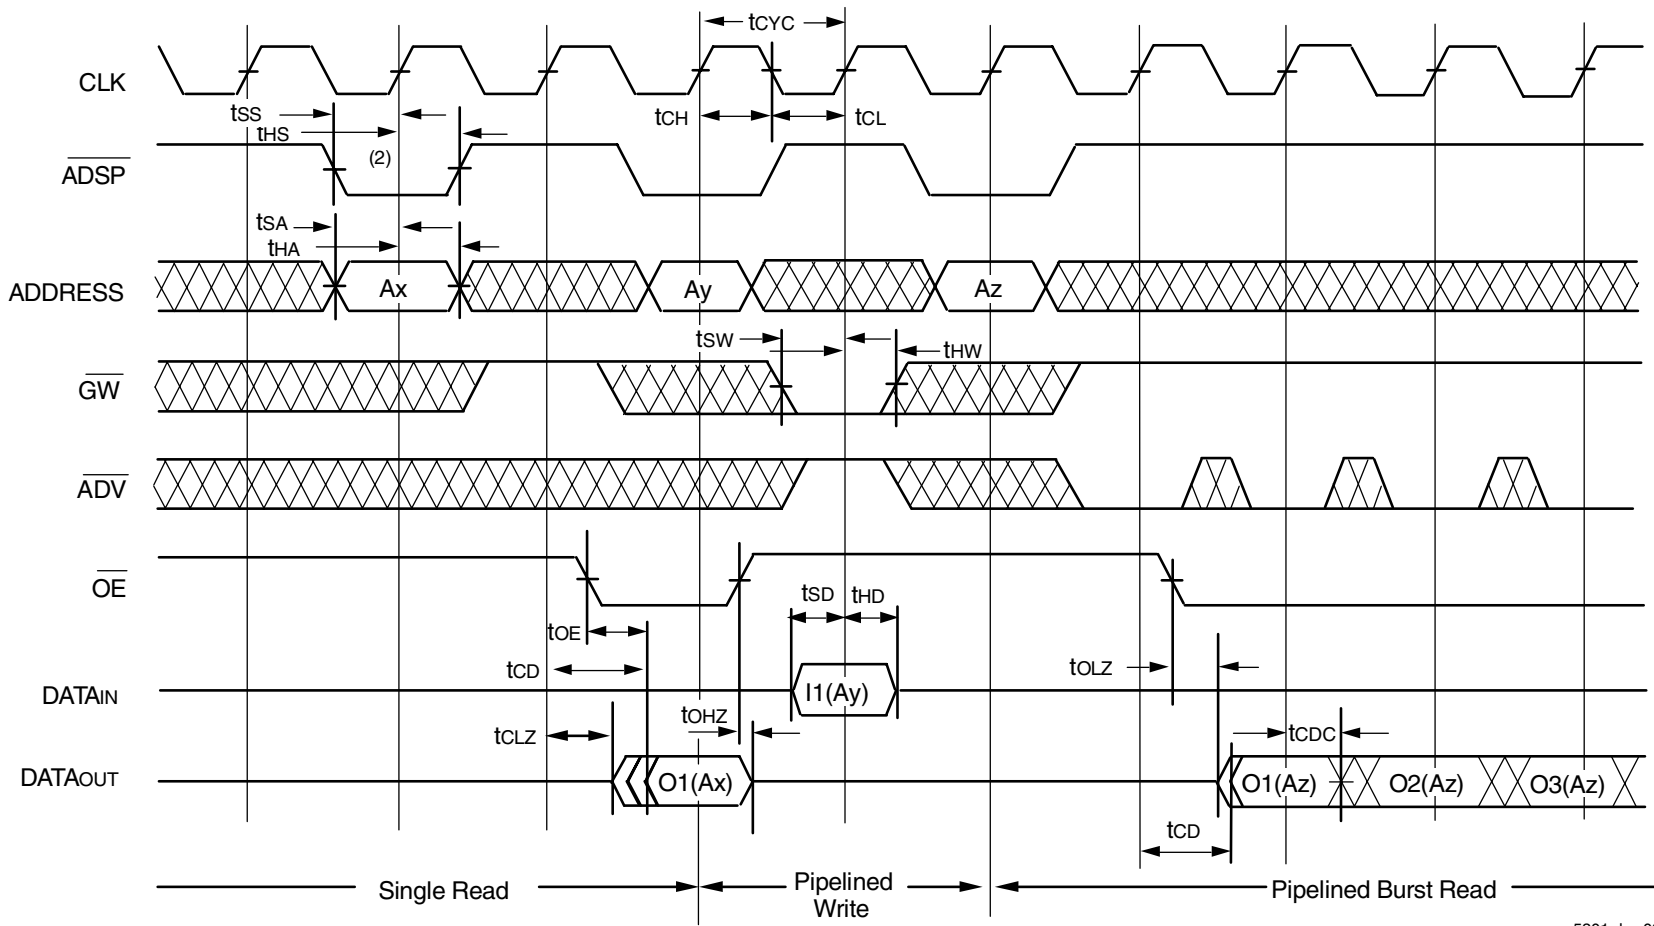 tCYC
CLK
tSS
tHS
tCH
tCL
(2)
ADSP
tSA
tHA
ADDRESS
Ax
Ay
Az
tSW
tHW
GW
ADV
OE
tSD
tHD
tOE
tCD
tOLZ
DATAIN
I1(Ay)
tOHZ
tCLZ
tCDC
DATAOUT
O1(Ax)
O1(Az)
O2(Az)
O3(Az)
tCD
Single Read
Pipelined
Write
Pipelined Burst Read